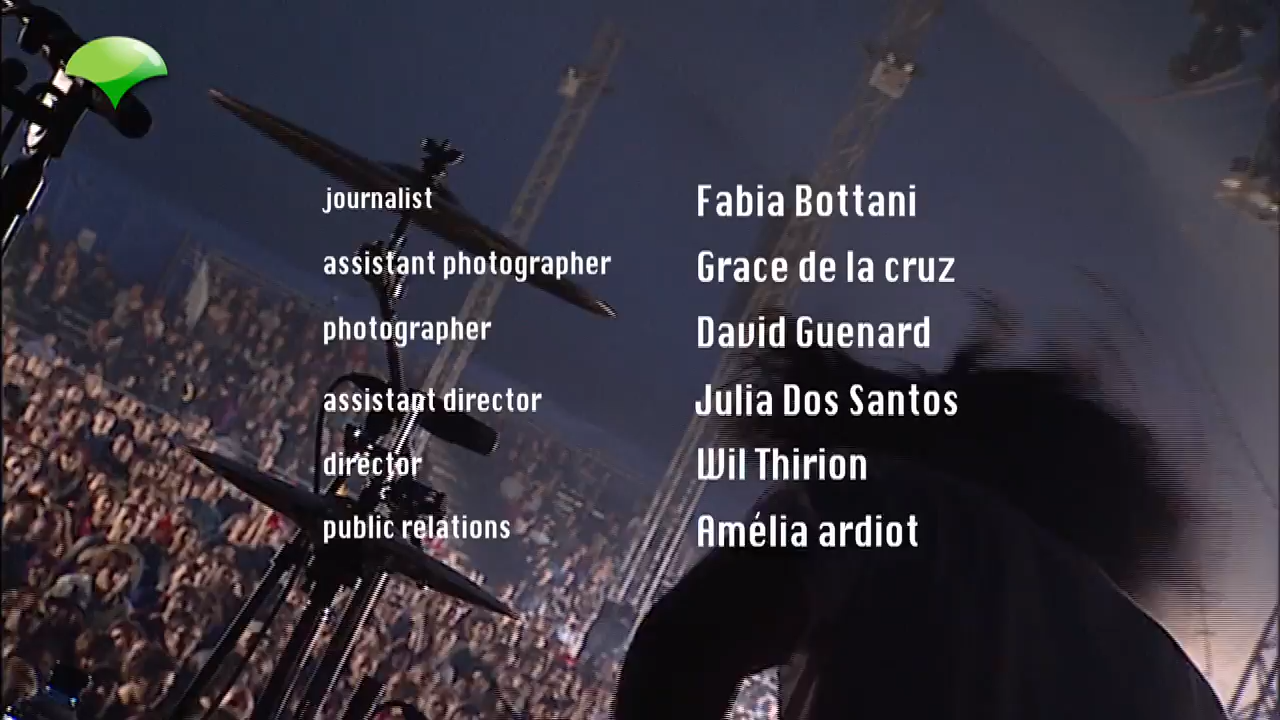 journalist Fabia Bottani
assistant photographer Grace de la cruz
photographer David Guenard
assistant director Julia Dos Santos
director Wil Thirion
public relations Amélia ardiot